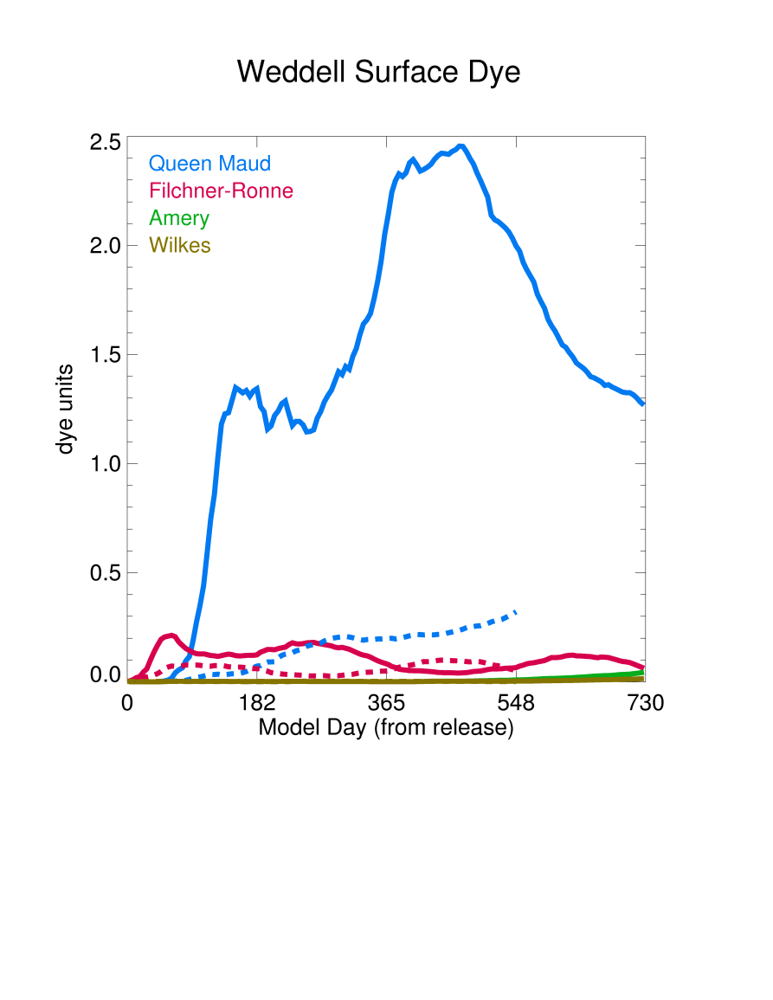 Weddell Surface Dye
2.5
Queen Maud
Filchner-Ronne
Amery
Wilkes
2.0
1.5
dye units
1.0
0.5
0.0
0 182 365 548 730
Model Day (from release)